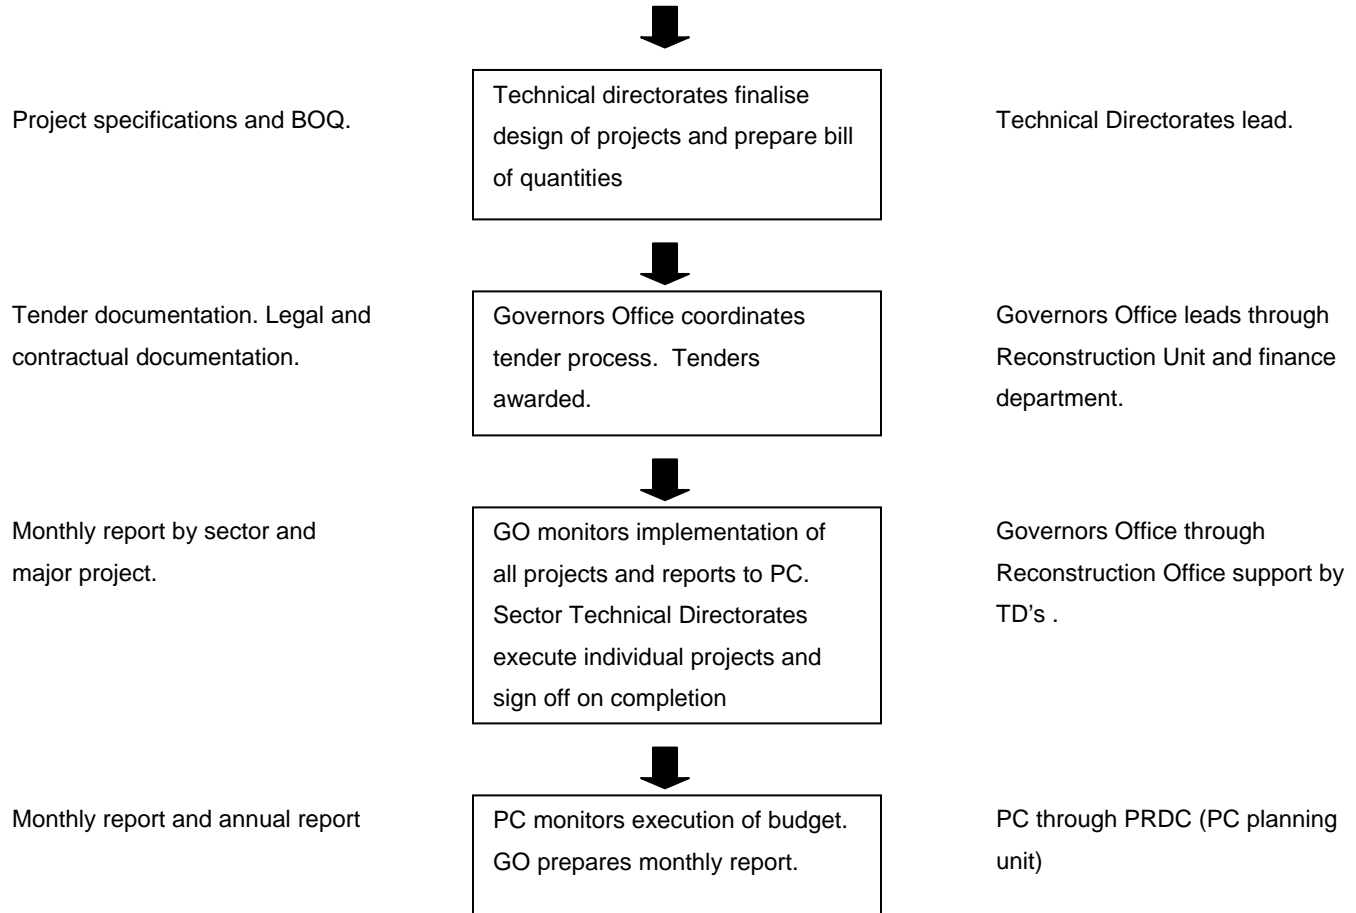 Project specifications and BOQ.
Technical directorates finalise
design of projects and prepare bill
of quantities
Technical Directorates lead.
Tender documentation. Legal and
contractual documentation.
Governors Office coordinates
tender process.  Tenders
awarded.
Governors Office leads through
Reconstruction Unit and finance
department.
Monthly report by sector and
major project.
GO monitors implementation of
all projects and reports to PC.
Sector Technical Directorates
execute individual projects and
sign off on completion
Governors Office through
Reconstruction Office support by
TD's .
Monthly report and annual report
PC monitors execution of budget.
GO prepares monthly report.
PC through PRDC (PC planning
unit)